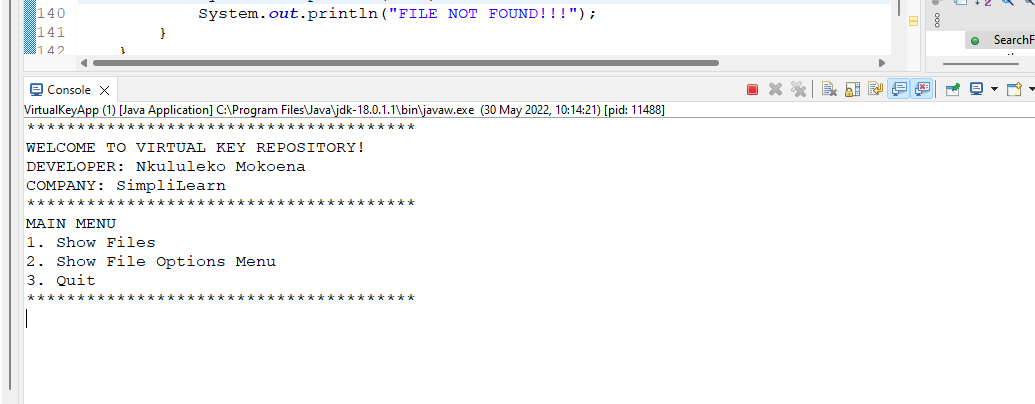 140 System.out.println("FILE NOT FOUND!!!");
141 }
142 }
SearchF
Console
VirtualKeyApp (1) [Java Application] C:\Program Files\Java\jdk-18.0.1.1\bin\javaw.exe (30 May 2022, 10:14:21) [pid: 11488]
***************************************
WELCOME TO VIRTUAL KEY REPOSITORY!
DEVELOPER: Nkululeko Mokoena
COMPANY: SimpliLearn
***************************************
MAIN MENU
1. Show Files
2. Show File Options Menu
3. Quit
***************************************